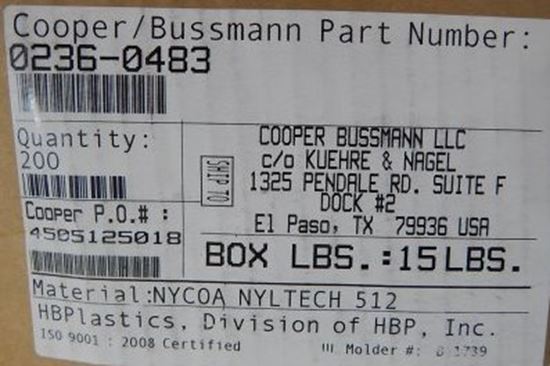 Cooper/Bussmann Part Number:
0236-0483
Quantity:
200
Cooper P.O.# :
4505125018
SHIP TO
COOPER BUSSMANN LLC
c/o KUEHRE & NAGEL
1325 PENDALE RD. SUITE F
DOCK #2
El Paso, TX 79936 USA
BOX LBS.:15LBS.
Material:NYCOA NYLTECH 512
HBPlastics, Division of HBP, Inc.
ISO 9001 : 2008 Certified
Molder #: